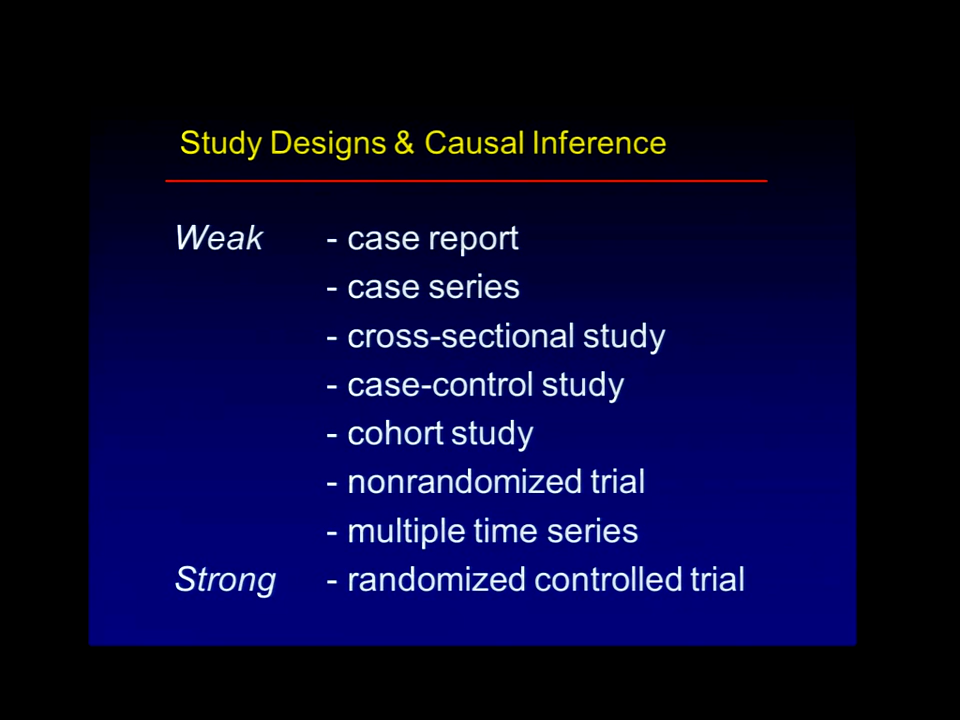 Study Designs & Causal Inference
Weak - case report
- case series
- cross-sectional study
- case-control study
- cohort study
- nonrandomized trial
- multiple time series
Strong - randomized controlled trial